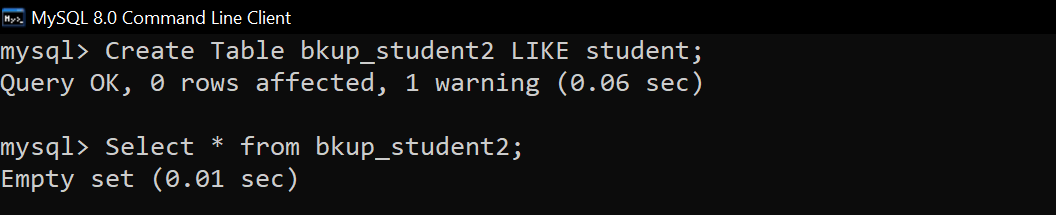 MySQL 8.0 Command Line Client
mysql> Create Table bkup_student2 LIKE student;
Query OK, 0 rows affected, 1 warning (0.06 sec)
mysql> Select * from bkup_student2;
Empty set (0.01 sec)